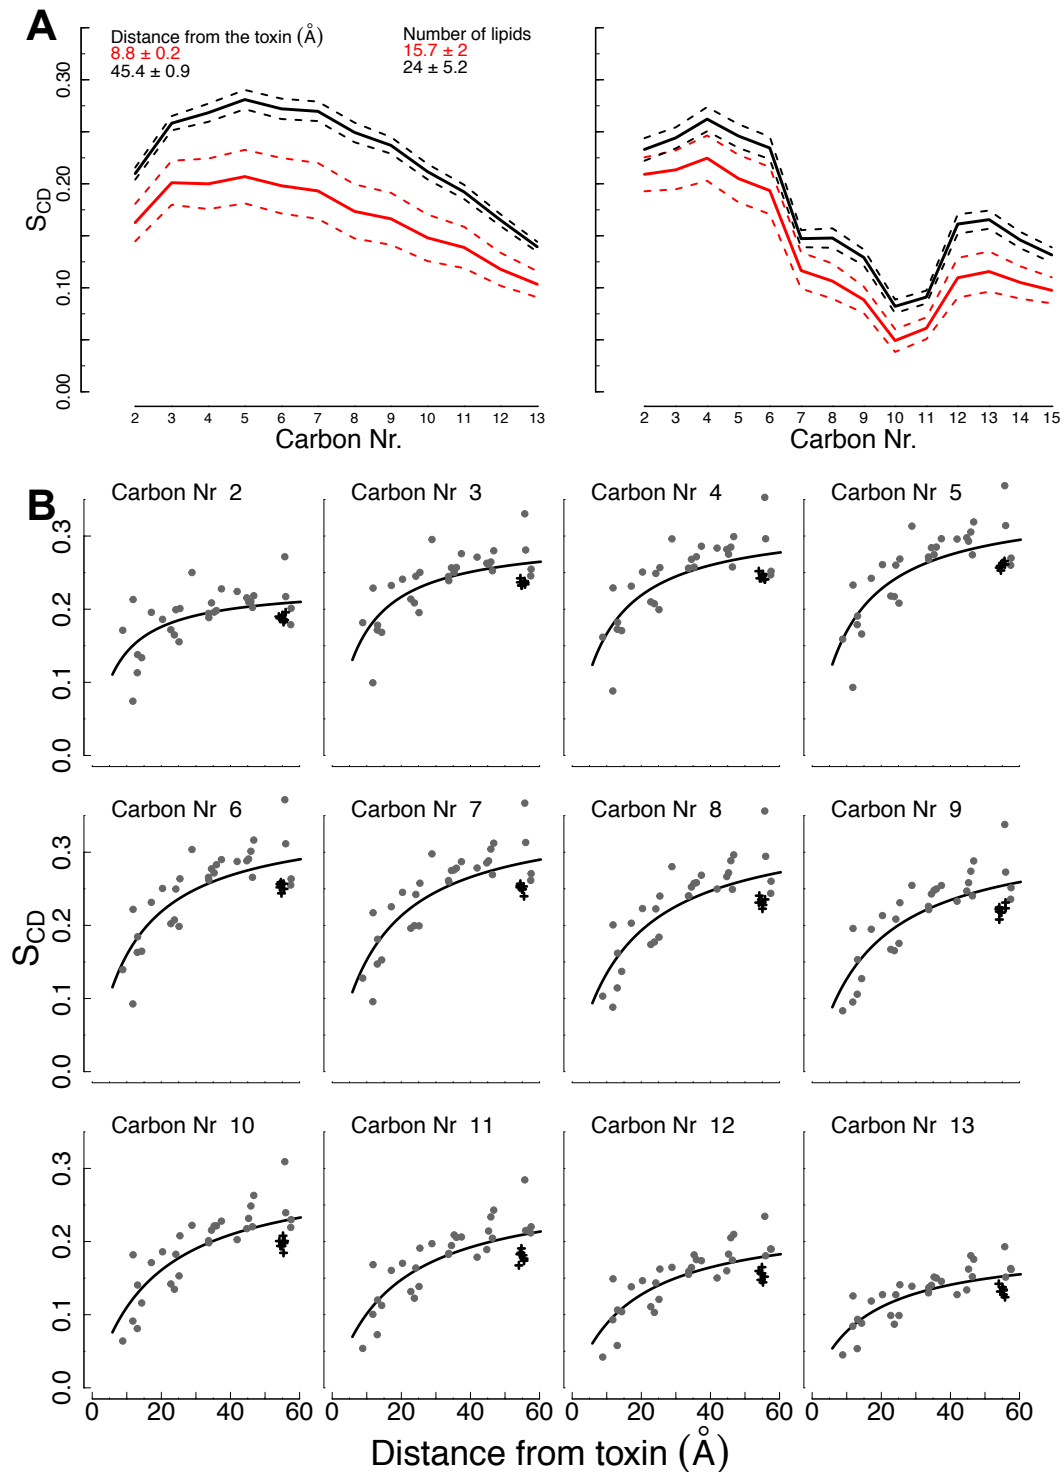 A
Distance from the toxin (Å)
8.8 ± 0.2
45.4 ± 0.9
Number of lipids
15.7 ± 2
24 ± 5.2
S_CD
0.30
0.20
0.10
0.00
2 3 4 5 6 7 8 9 10 11 12 13
Carbon Nr.
2 3 4 5 6 7 8 9 10 11 12 13 14 15
Carbon Nr.
B
Carbon Nr 2
Carbon Nr 3
Carbon Nr 4
Carbon Nr 5
0.3
0.2
0.1
0.0
Carbon Nr 6
Carbon Nr 7
Carbon Nr 8
Carbon Nr 9
S_CD
0.3
0.2
0.1
0.0
Carbon Nr 10
Carbon Nr 11
Carbon Nr 12
Carbon Nr 13
0.3
0.2
0.1
0.0
0 20 40 60
0 20 40 60
0 20 40 60
0 20 40 60
Distance from toxin (Å)